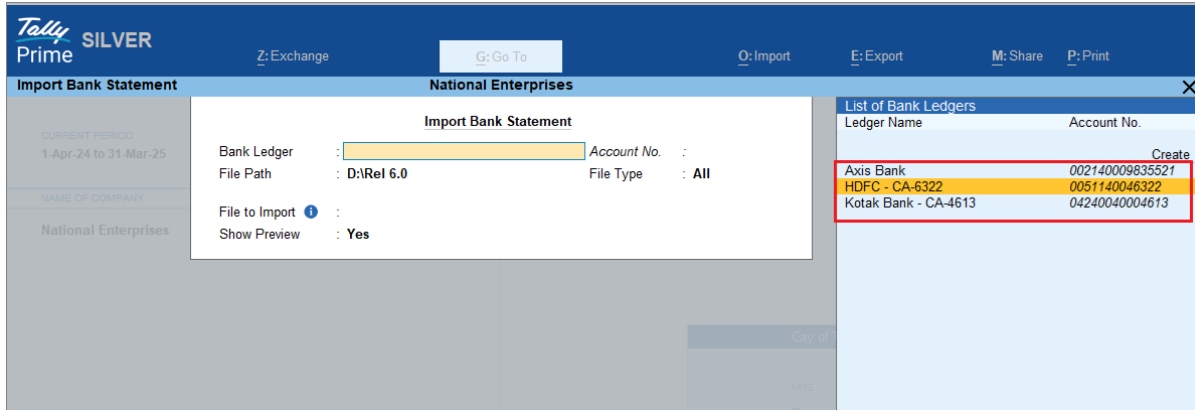 Tally
Prime SILVER
Z: Exchange G: Go To O: Import E: Export M: Share P: Print
Import Bank Statement National Enterprises
Import Bank Statement
Bank Ledger : Account No. :
File Path : D:\Rel 6.0 File Type : All
File to Import i :
Show Preview : Yes
CURRENT PERIOD
1-Apr-24 to 31-Mar-25
NAME OF COMPANY
National Enterprises
List of Bank Ledgers
Ledger Name Account No.
Create
Axis Bank 002140009835521
HDFC - CA-6322 0051140046322
Kotak Bank - CA-4613 04240040004613